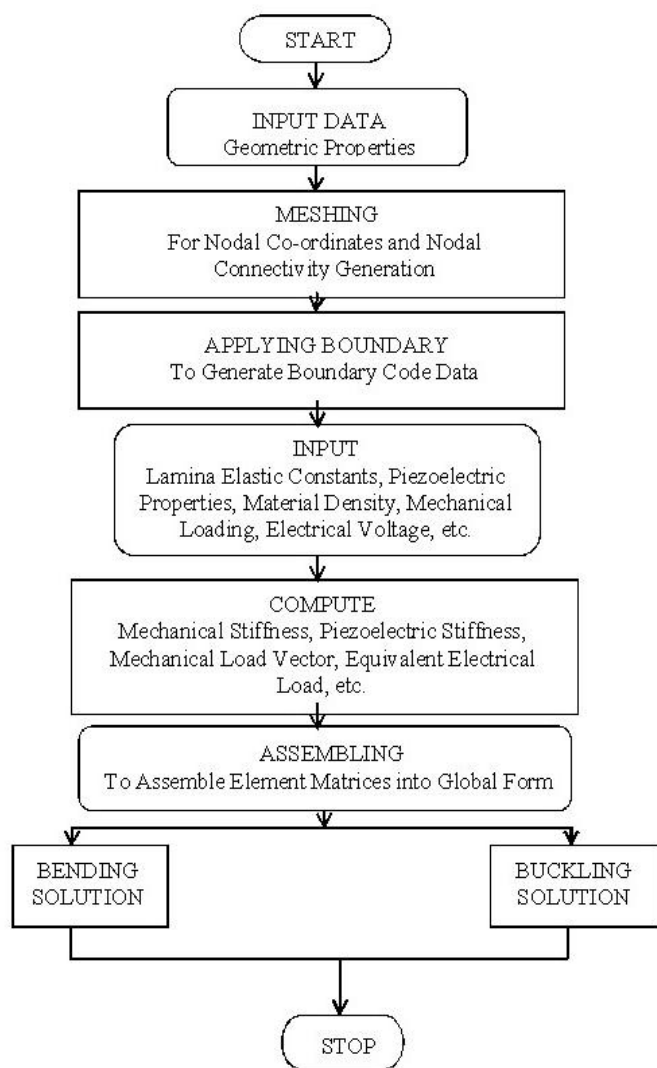 START
INPUT DATA
Geometric Properties
MESHING
For Nodal Co-ordinates and Nodal
Connectivity Generation
APPLYING BOUNDARY
To Generate Boundary Code Data
INPUT
Lamina Elastic Constants, Piezoelectric
Properties, Material Density, Mechanical
Loading, Electrical Voltage, etc.
COMPUTE
Mechanical Stiffness, Piezoelectric Stiffness,
Mechanical Load Vector, Equivalent Electrical
Load, etc.
ASSEMBLING
To Assemble Element Matrices into Global Form
BENDING
SOLUTION
BUCKLING
SOLUTION
STOP